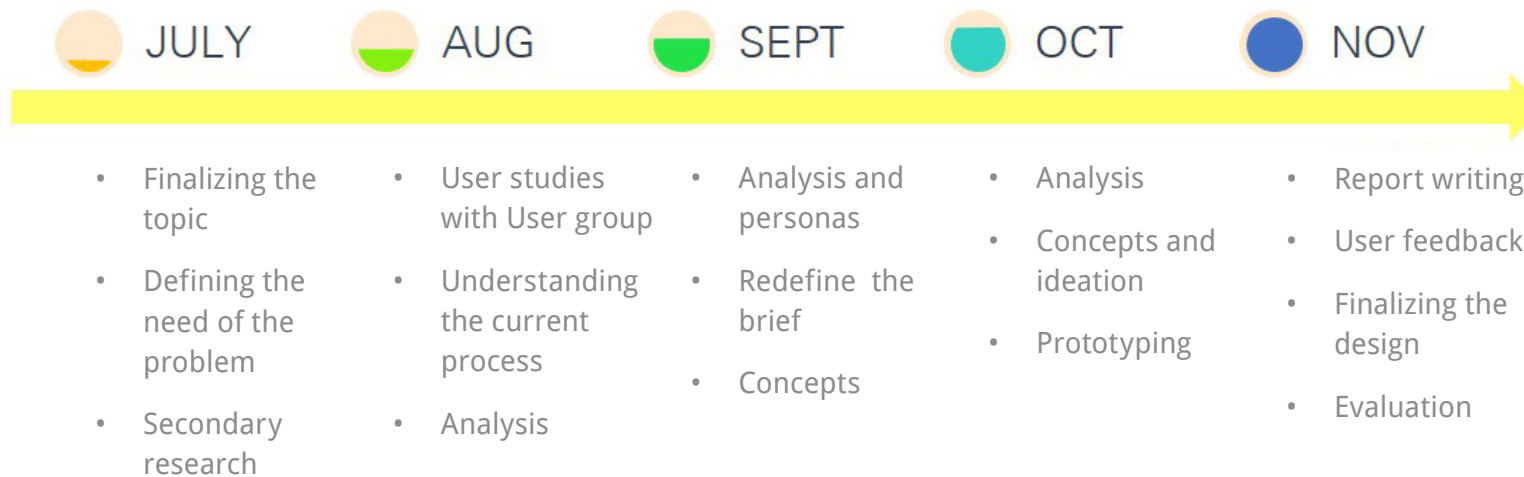 JULY
AUG
SEPT
OCT
NOV
• Finalizing the
topic
• Defining the
need of the
problem
• Secondary
research
• User studies
with User group
• Understanding
the current
process
• Analysis
• Analysis and
personas
• Redefine the
brief
• Concepts
• Analysis
• Concepts and
ideation
• Prototyping
• Report writing
• User feedback
• Finalizing the
design
• Evaluation